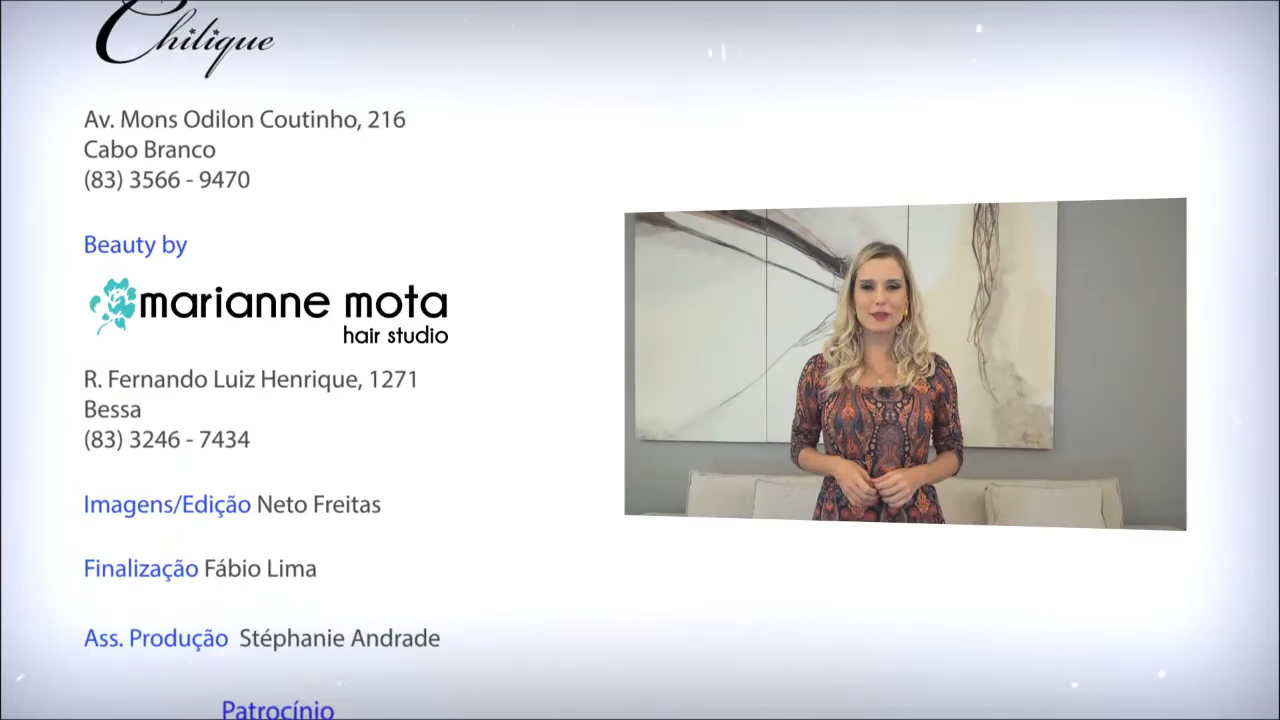 Chilique
Av. Mons Odilon Coutinho, 216
Cabo Branco
(83) 3566 - 9470
Beauty by
marianne mota
hair studio
R. Fernando Luiz Henrique, 1271
Bessa
(83) 3246 - 7434
Imagens/Edição Neto Freitas
Finalização Fábio Lima
Ass. Produção Stéphanie Andrade
Patrocínio